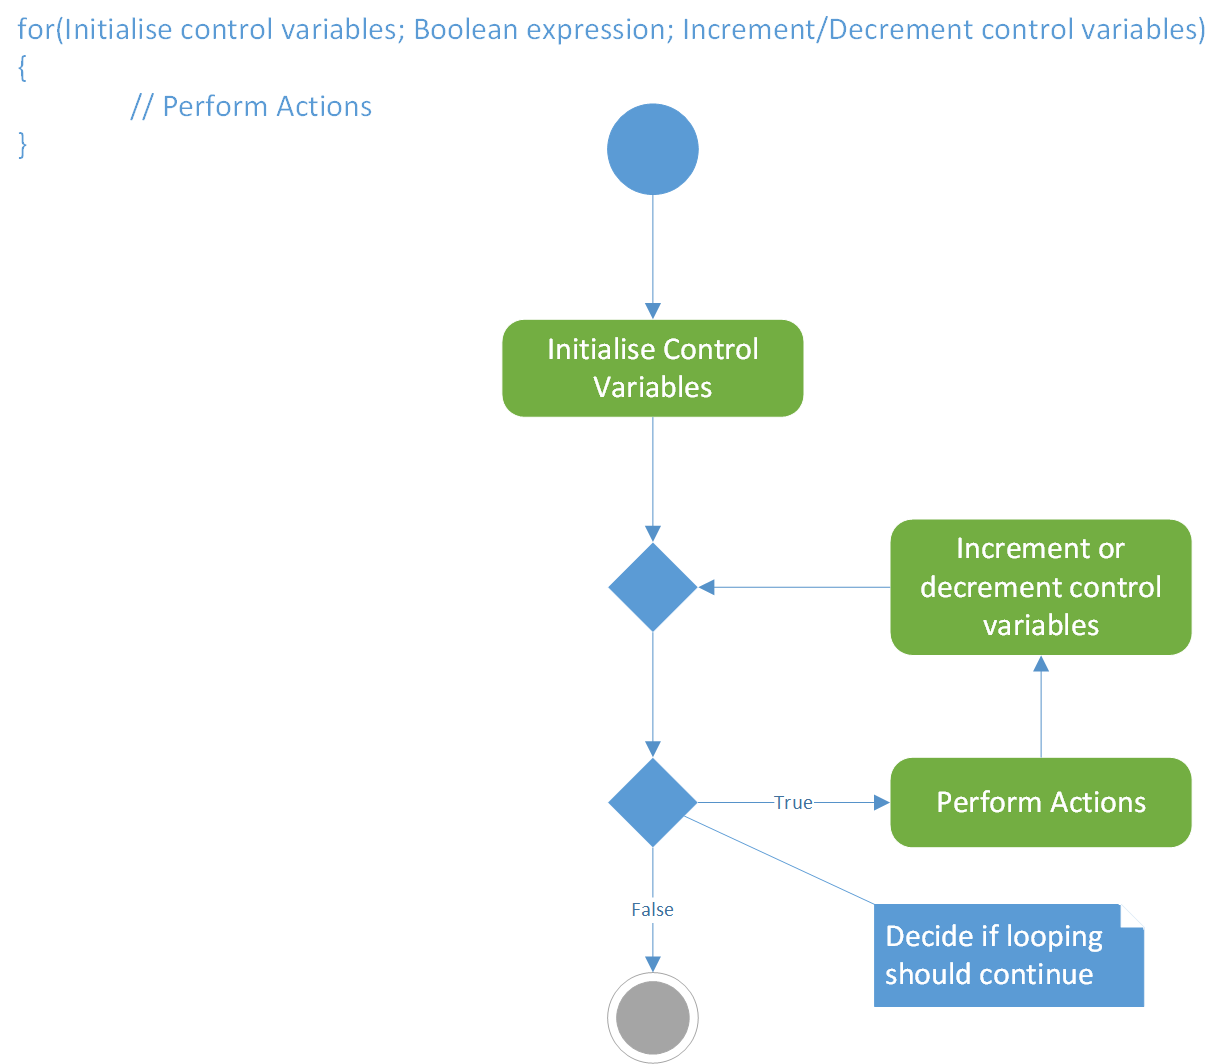 for(Initialise control variables; Boolean expression; Increment/Decrement control variables)
{
// Perform Actions
}
Initialise Control
Variables
Increment or
decrement control
variables
True
Perform Actions
False
Decide if looping
should continue